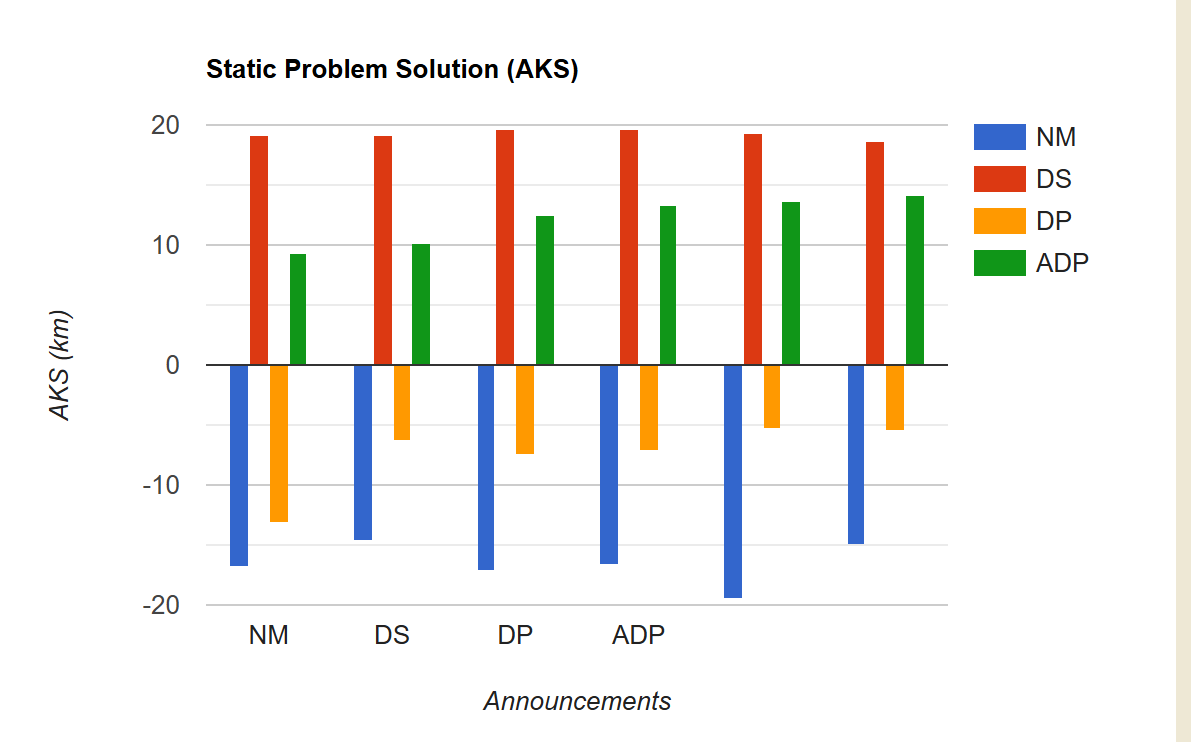 Static Problem Solution (AKS)
20
10
0
-10
-20
AKS (km)
NM
DS
DP
ADP
Announcements
NM
DS
DP
ADP